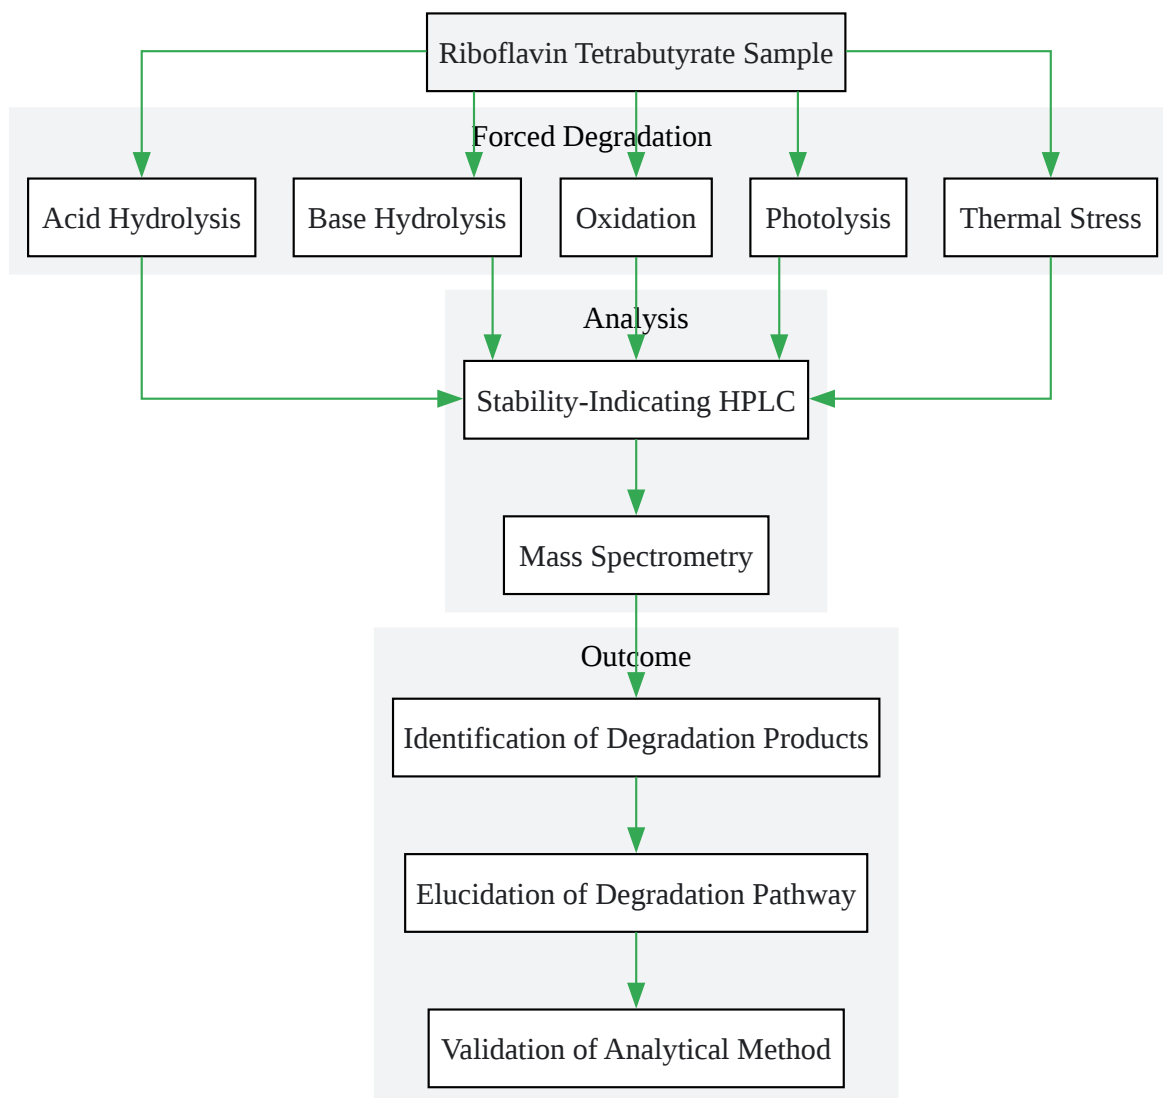 Riboflavin Tetrabutyrate Sample
Forced Degradation
Acid Hydrolysis
Base Hydrolysis
Oxidation
Photolysis
Thermal Stress
Analysis
Stability-Indicating HPLC
Mass Spectrometry
Outcome
Identification of Degradation Products
Elucidation of Degradation Pathway
Validation of Analytical Method